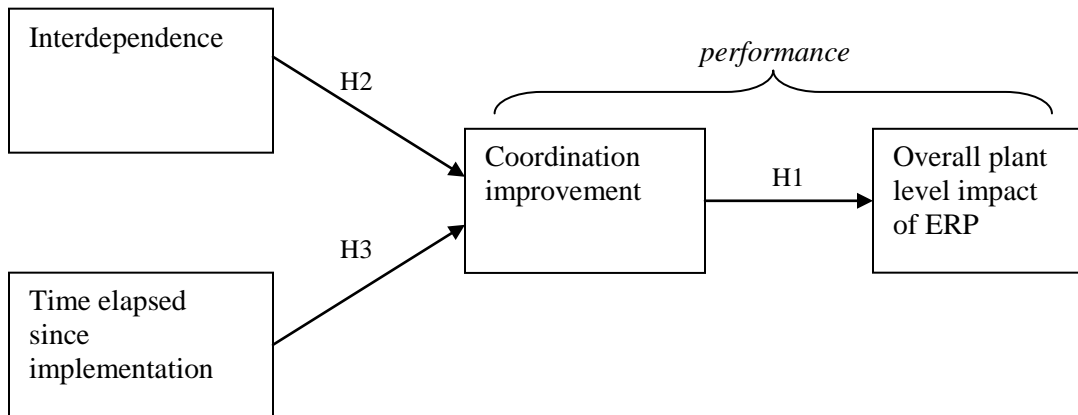 Interdependence
H2
performance
Coordination
improvement
H1
Overall plant
level impact
of ERP
H3
Time elapsed
since
implementation